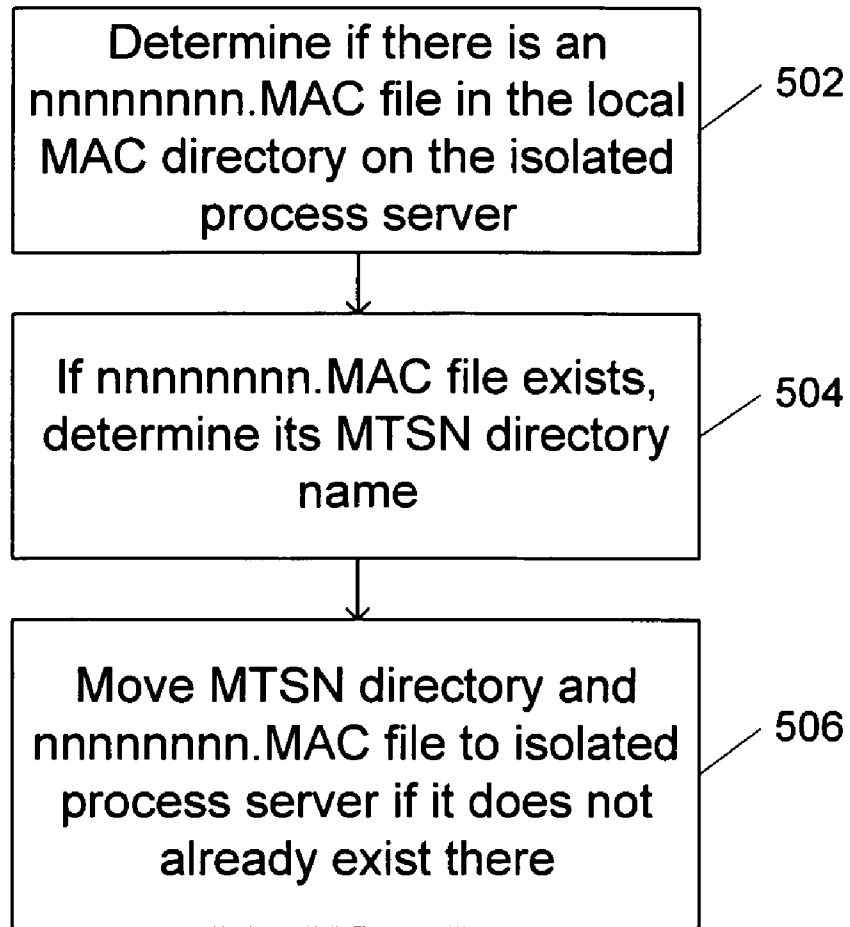 Determine if there is an
nnnnnnnn.MAC file in the local
MAC directory on the isolated
process server
502
If nnnnnnnn.MAC file exists,
determine its MTSN directory
name
504
Move MTSN directory and
nnnnnnnn.MAC file to isolated
process server if it does not
already exist there
506